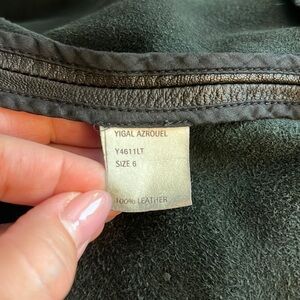 YIGAL AZROUEL
Y4611LT
SIZE 6
100% LEATHER